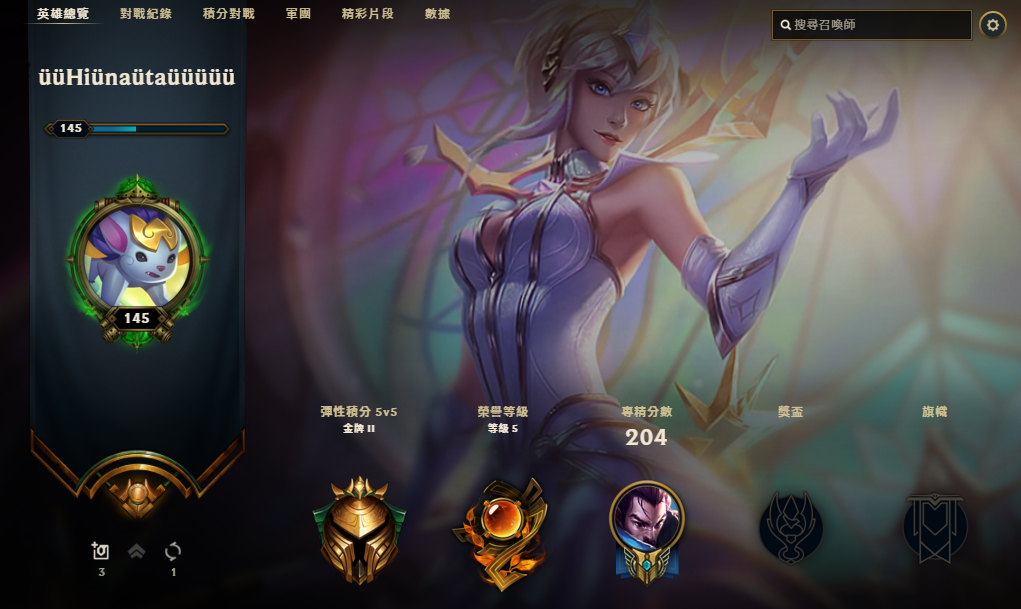 英雄總覽 對戰紀錄 積分對戰 軍團 精彩片段 數據
搜尋召喚師
üüHiünaütaüüüüü
145
145
彈性積分 5v5 榮譽等級 專精分數 獎盃 旗幟
金牌 II 等級 5 204
3 1